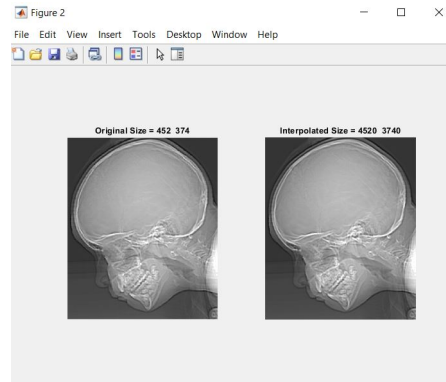 Figure 2
File Edit View Insert Tools Desktop Window Help
Original Size = 452 374
Interpolated Size = 4520 3740